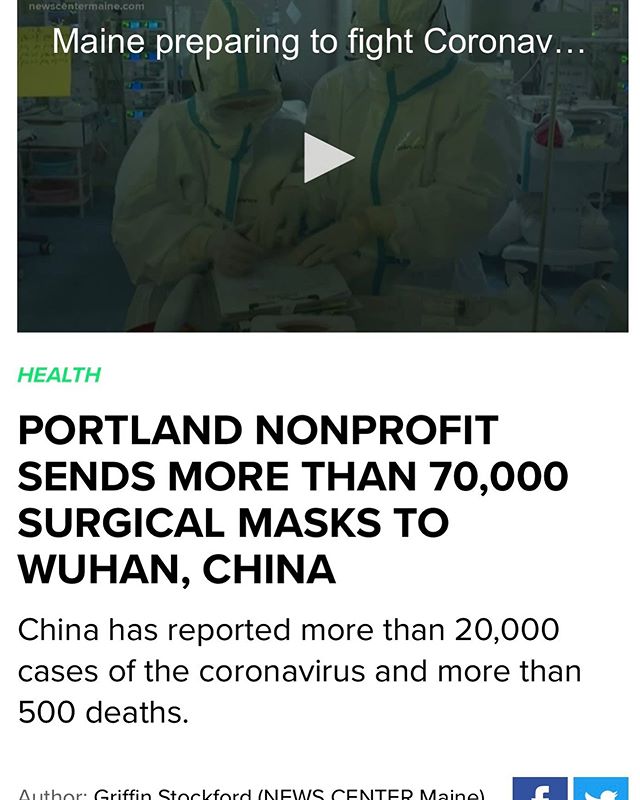 newscentermaine.com
Maine preparing to fight Coronav...
HEALTH
PORTLAND NONPROFIT
SENDS MORE THAN 70,000
SURGICAL MASKS TO
WUHAN, CHINA
China has reported more than 20,000
cases of the coronavirus and more than
500 deaths.
Author: Griffin Stockford (NEWS CENTER Maine)